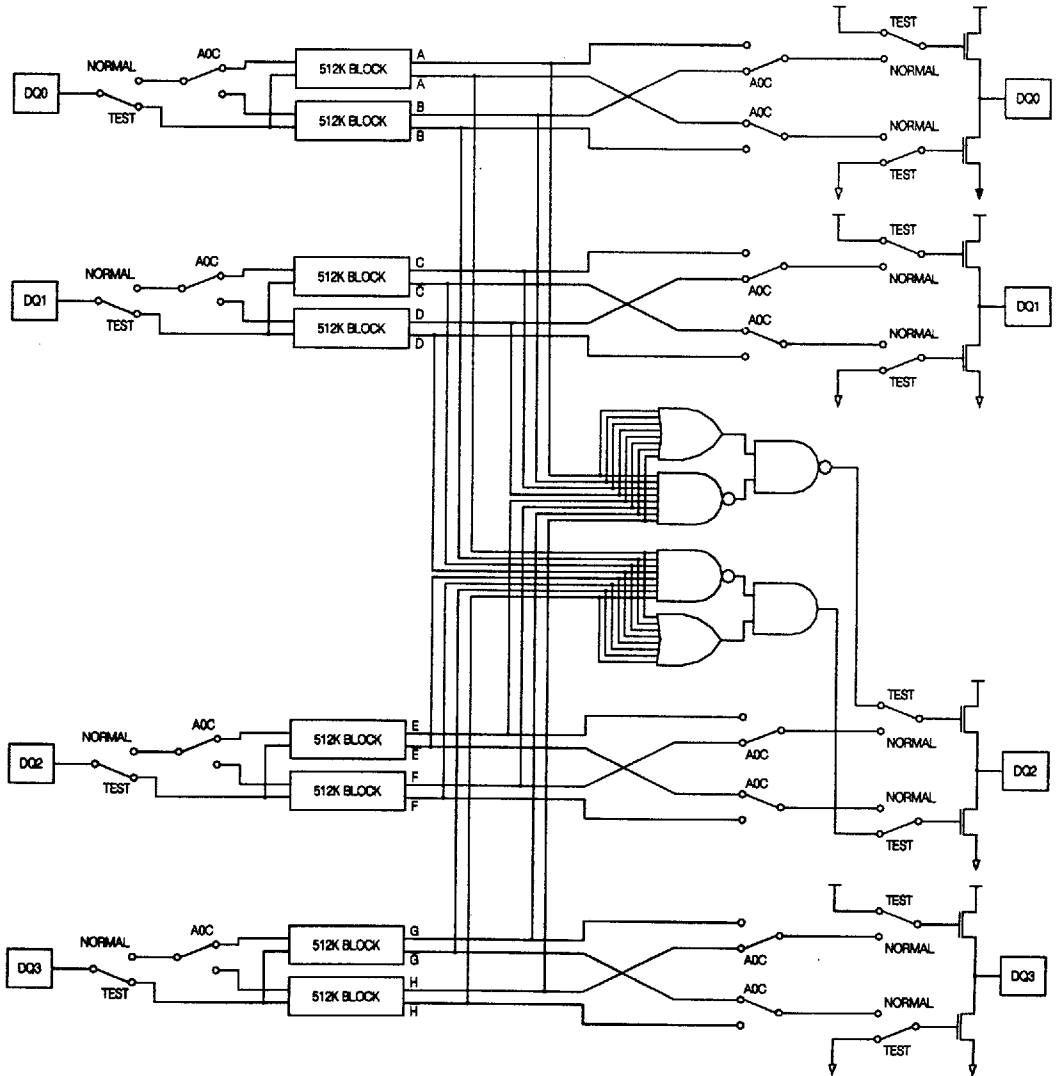 TEST
A0C
NORMAL
512K BLOCK
A
A
A0C
NORMAL
DQ0
TEST
512K BLOCK
B
B
A0C
NORMAL
DQ0
TEST
TEST
A0C
NORMAL
512K BLOCK
C
C
A0C
NORMAL
DQ1
TEST
512K BLOCK
D
D
A0C
NORMAL
DQ1
TEST
TEST
A0C
NORMAL
512K BLOCK
E
E
A0C
NORMAL
DQ2
TEST
512K BLOCK
F
F
A0C
NORMAL
DQ2
TEST
TEST
A0C
NORMAL
512K BLOCK
G
G
A0C
NORMAL
DQ3
TEST
512K BLOCK
H
H
A0C
NORMAL
DQ3
TEST